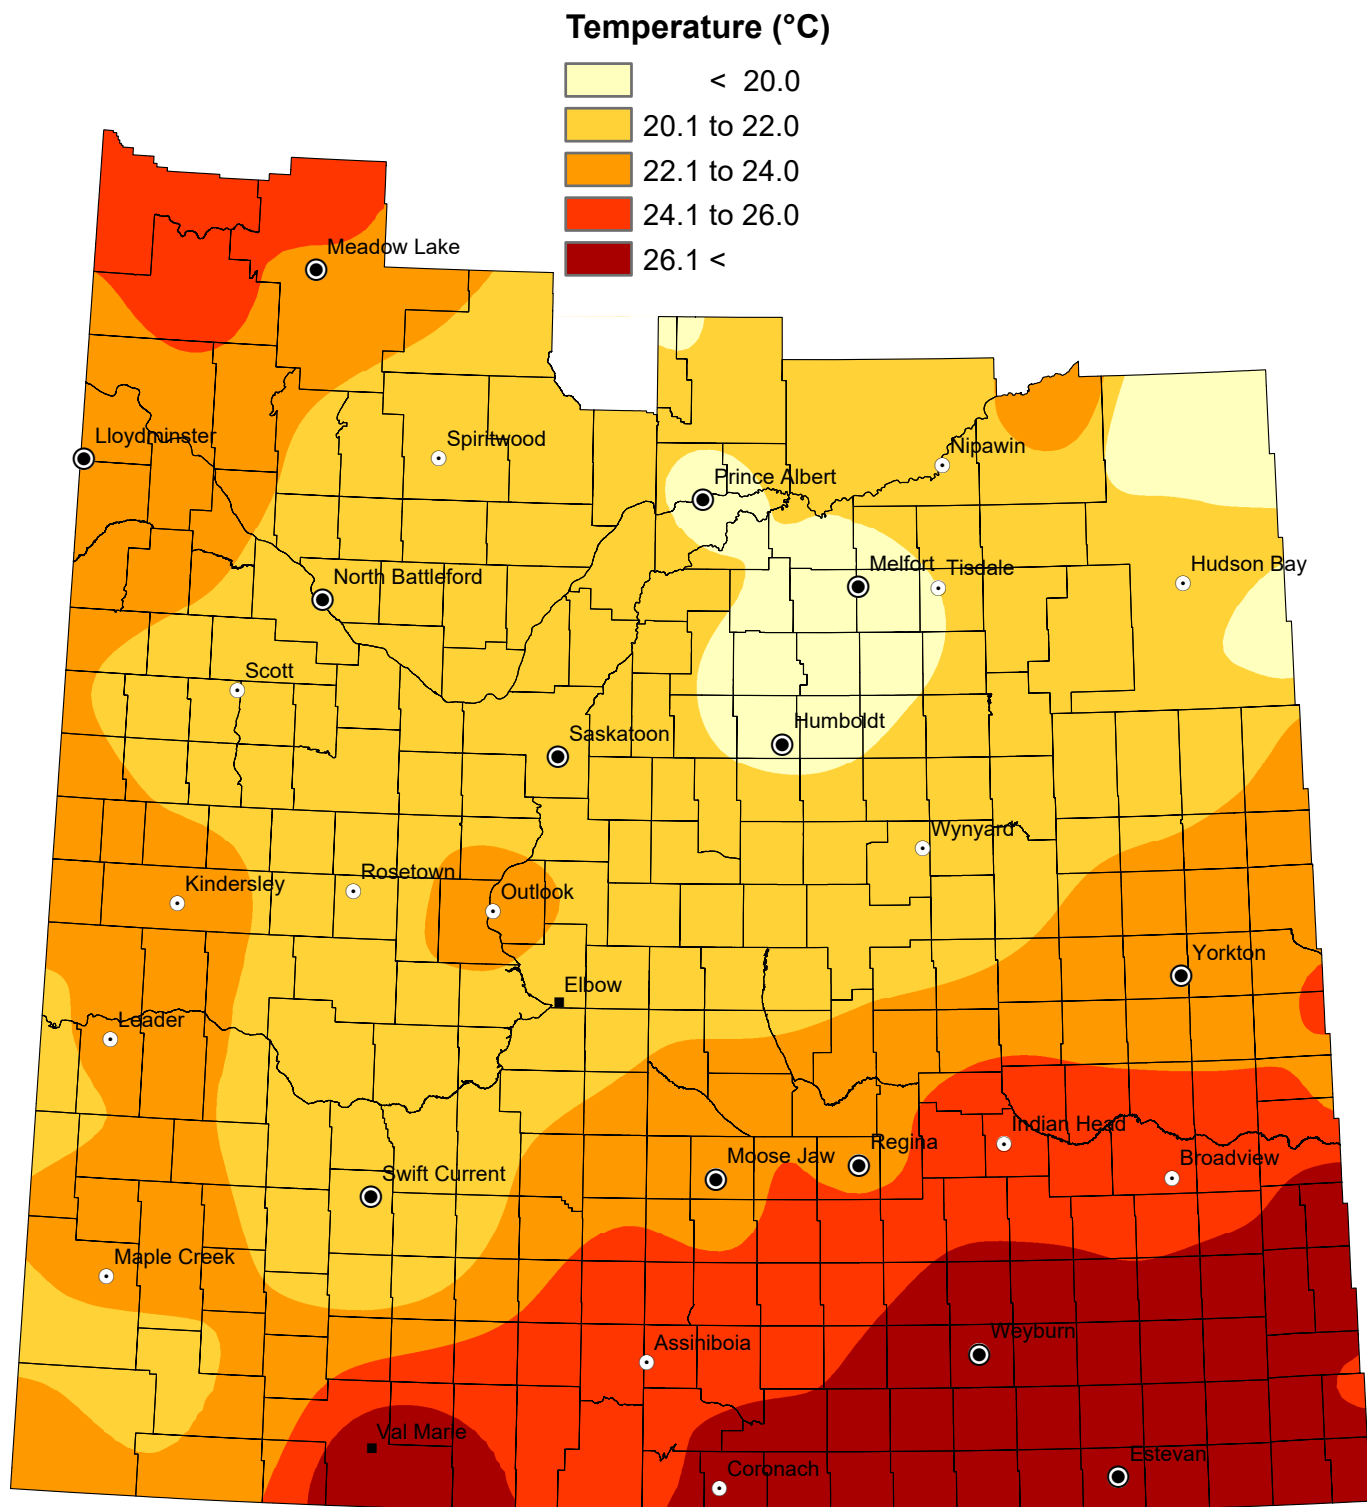 Temperature (°C)
< 20.0
20.1 to 22.0
22.1 to 24.0
24.1 to 26.0
26.1 <
Meadow Lake
Lloydminster
Spiritwood
Nipawin
Prince Albert
Melfort
Tisdale
Hudson Bay
North Battleford
Scott
Saskatoon
Humboldt
Wynyard
Rosetown
Kindersley
Outlook
Yorkton
Elbow
Leader
Indian Head
Regina
Moose Jaw
Broadview
Swift Current
Maple Creek
Weyburn
Assiniboia
Val Marie
Estevan
Coronach